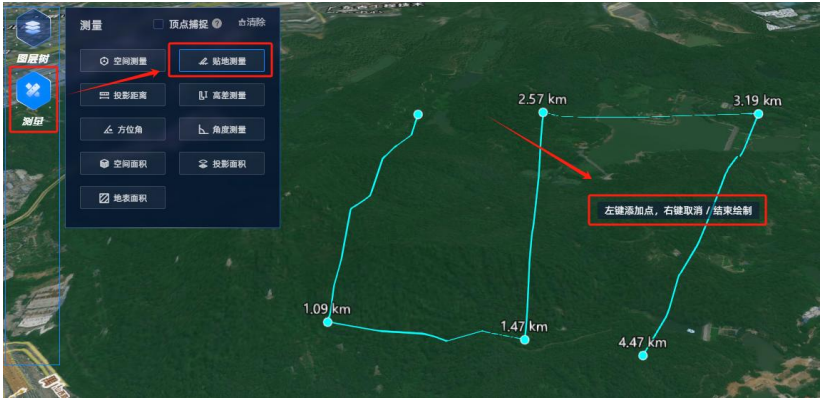 图层树
测量
测量
顶点捕捉
清除
空间测量
贴地测量
投影距离
高差测量
方位角
角度测量
空间面积
投影面积
地表面积
2.57 km
3.19 km
左键添加点，右键取消 / 结束绘制
1.09 km
1.47 km
4.47 km